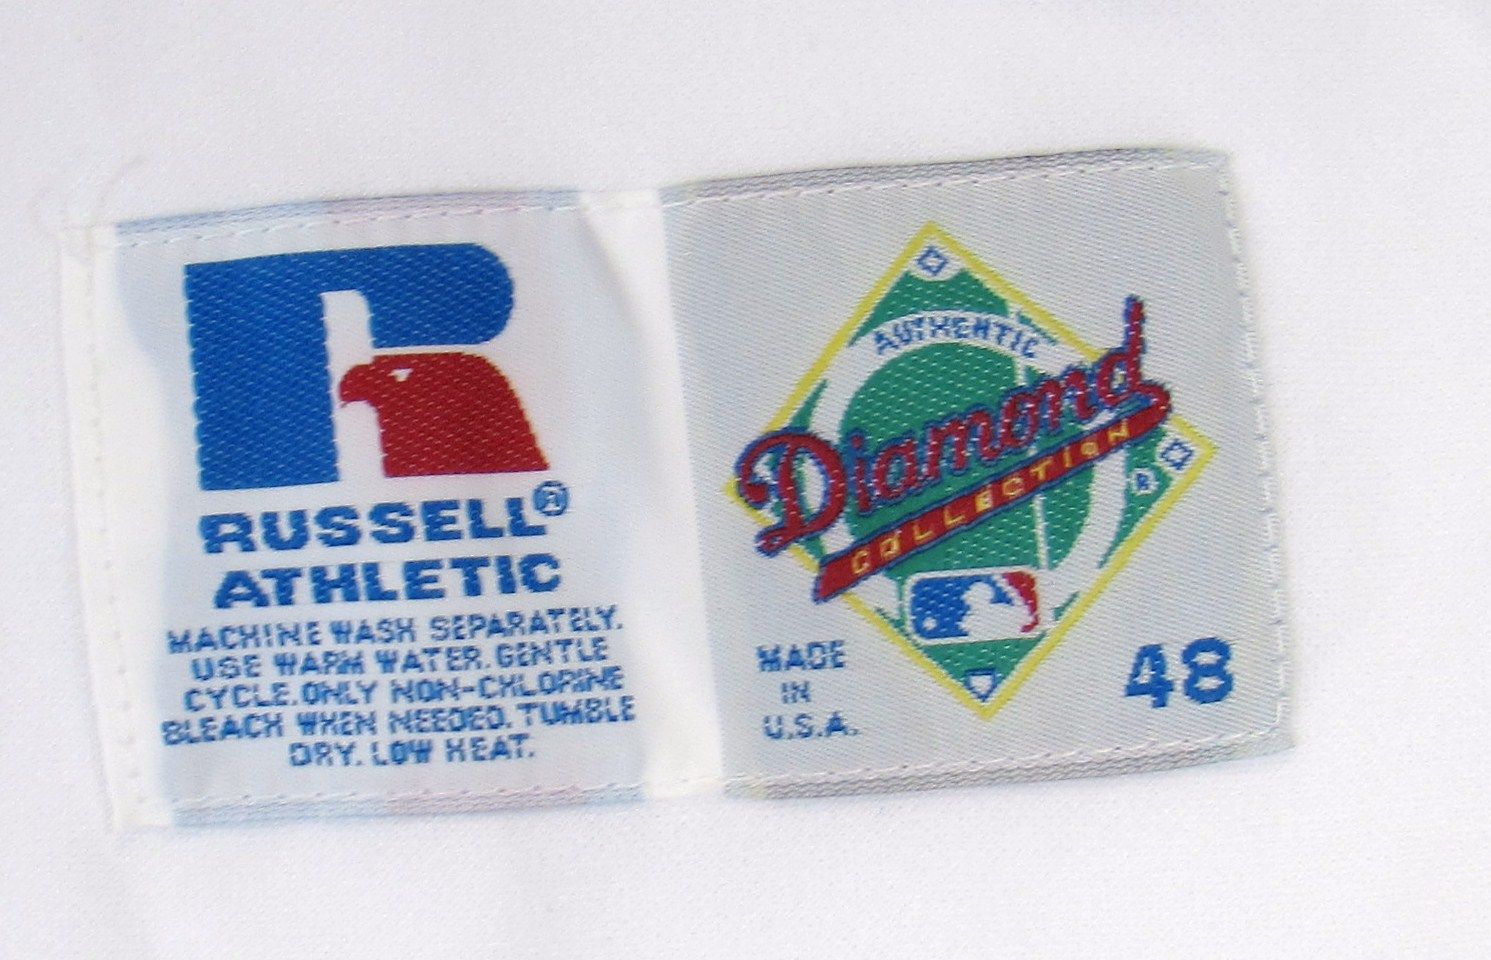 RUSSELL®
ATHLETIC
MACHINE WASH SEPARATELY.
USE WARM WATER. GENTLE
CYCLE. ONLY NON-CHLORINE
BLEACH WHEN NEEDED. TUMBLE
DRY. LOW HEAT.
AUTHENTIC
Diamond
COLLECTION
®
MADE
IN
U.S.A.
48